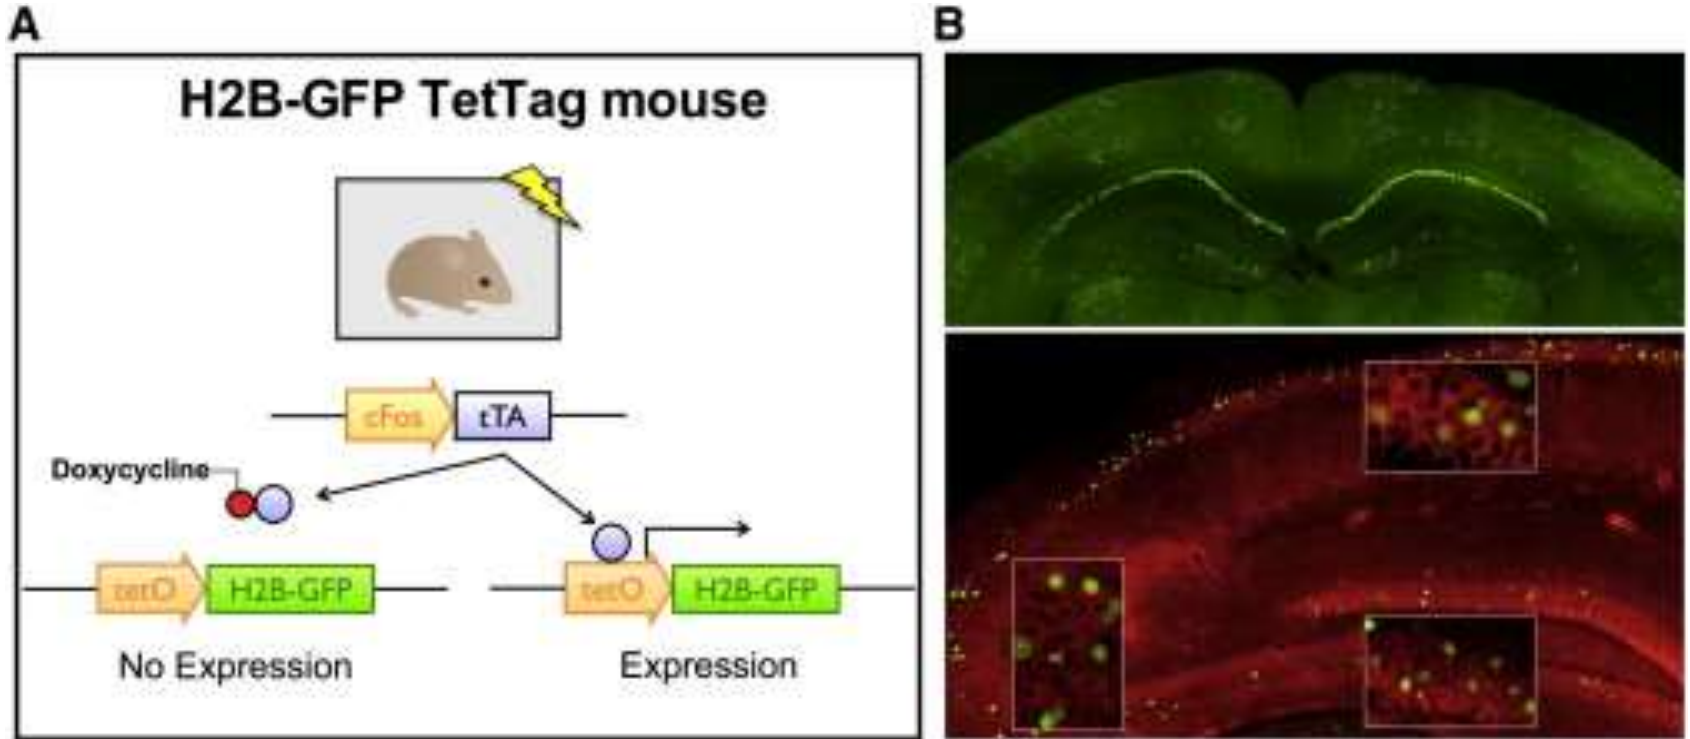 A
H2B-GFP TetTag mouse
cFos
tTA
Doxycycline
tetO
H2B-GFP
tetO
H2B-GFP
No Expression
Expression
B